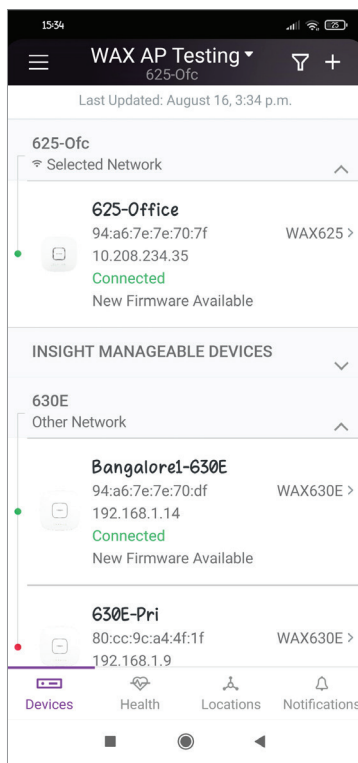 15:34
WAX AP Testing
625-Ofc
Last Updated: August 16, 3:34 p.m.
625-Ofc
Selected Network
625-Office
94:a6:7e:7e:70:7f WAX625 >
10.208.234.35
Connected
New Firmware Available
INSIGHT MANAGEABLE DEVICES
630E
Other Network
Bangalore1-630E
94:a6:7e:7e:70:df WAX630E >
192.168.1.14
Connected
New Firmware Available
630E-Pri
80:cc:9c:a4:4f:1f WAX630E >
192.168.1.9
Devices Health Locations Notifications